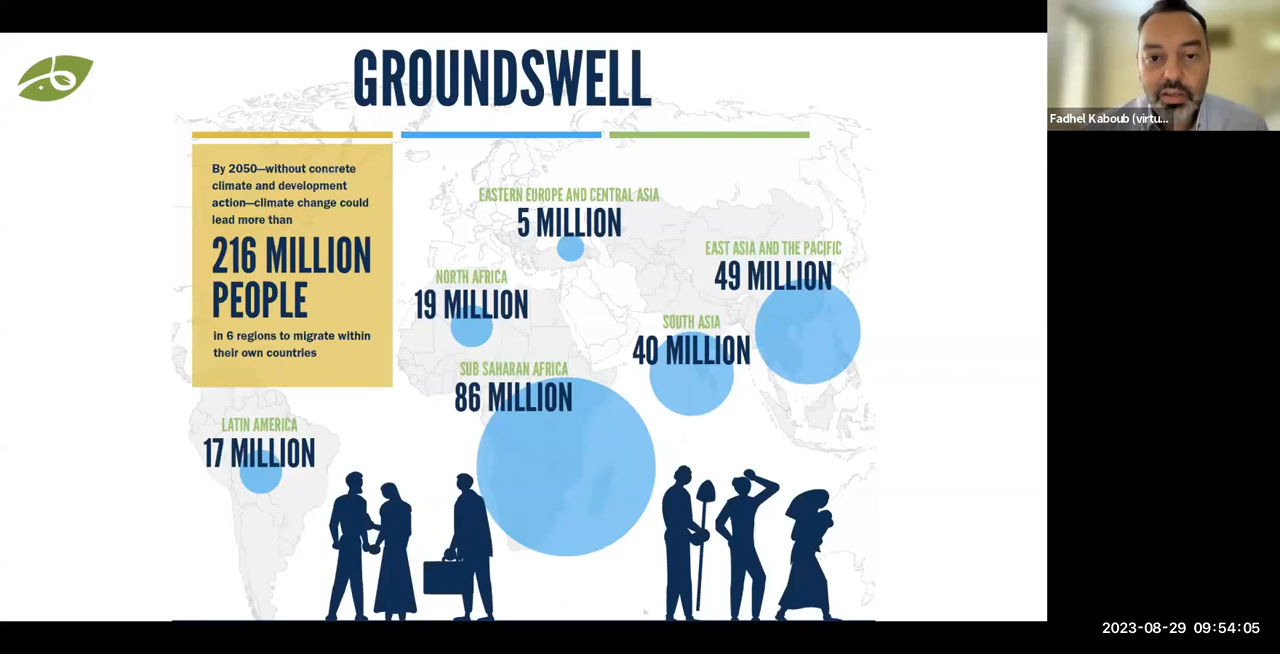 GROUNDSWELL
By 2050—without concrete
climate and development
action—climate change could
lead more than
216 MILLION
PEOPLE
in 6 regions to migrate within
their own countries
EASTERN EUROPE AND CENTRAL ASIA
5 MILLION
EAST ASIA AND THE PACIFIC
49 MILLION
NORTH AFRICA
19 MILLION
SOUTH ASIA
40 MILLION
SUB SAHARAN AFRICA
86 MILLION
LATIN AMERICA
17 MILLION
Fadhel Kaboub (virtu...
2023-08-29 09:54:05